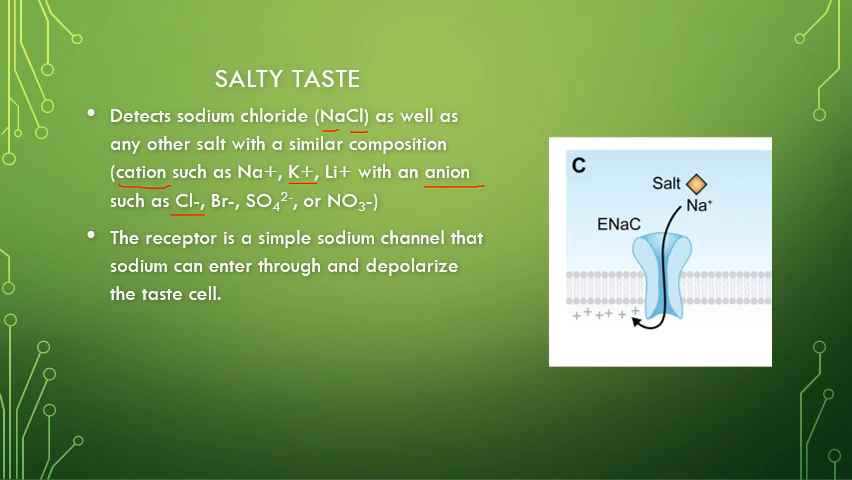 SALTY TASTE
• Detects sodium chloride (NaCl) as well as
any other salt with a similar composition
(cation such as Na+, K+, Li+ with an anion
such as Cl-, Br-, SO₄²⁻, or NO₃-)
• The receptor is a simple sodium channel that
sodium can enter through and depolarize
the taste cell.
C
Salt
Na⁺
ENaC
+ + + + + +